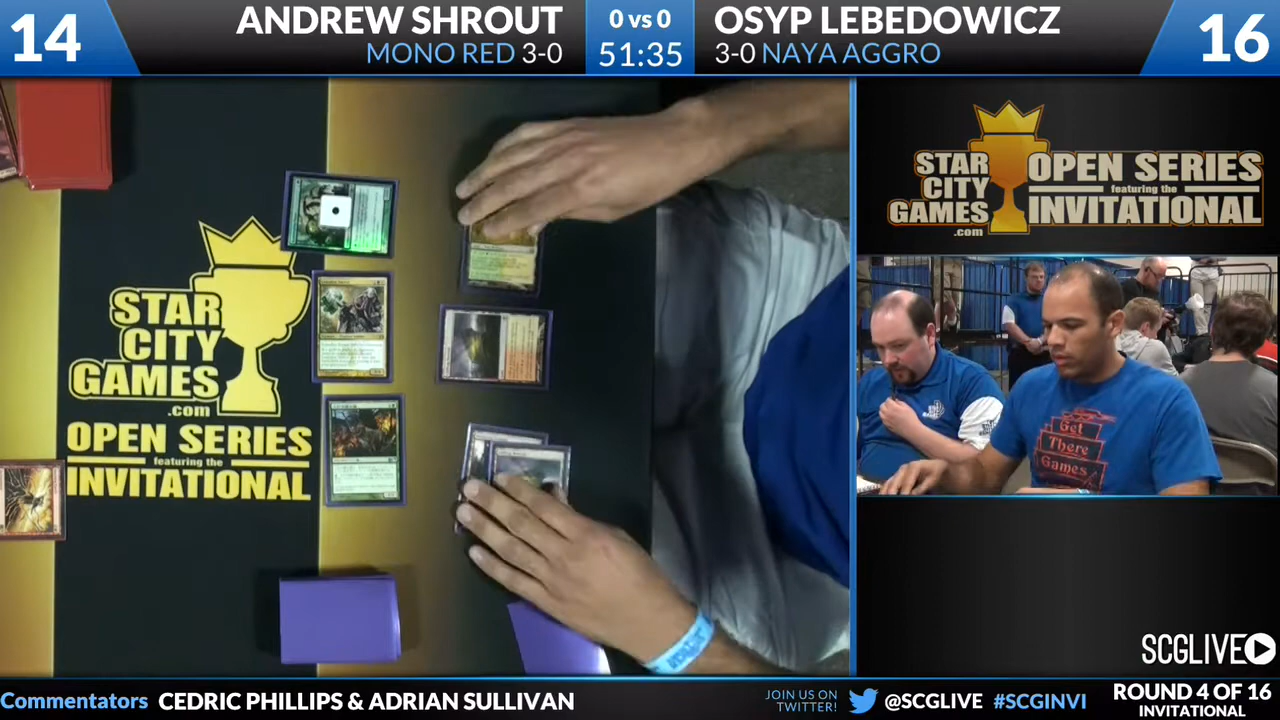 14
ANDREW SHROUT
MONO RED 3-0
0 vs 0
51:35
OSYP LEBEDOWICZ
3-0 NAYA AGGRO
16
STAR
CITY
GAMES
.com
OPEN SERIES
featuring the
INVITATIONAL
STAR
CITY
GAMES
.com
OPEN SERIES
featuring the
INVITATIONAL
Get
There
Games
SCGLIVE
Commentators CEDRIC PHILLIPS & ADRIAN SULLIVAN
JOIN US ON
TWITTER!
@SCGLIVE #SCGINVI
ROUND 4 OF 16
INVITATIONAL